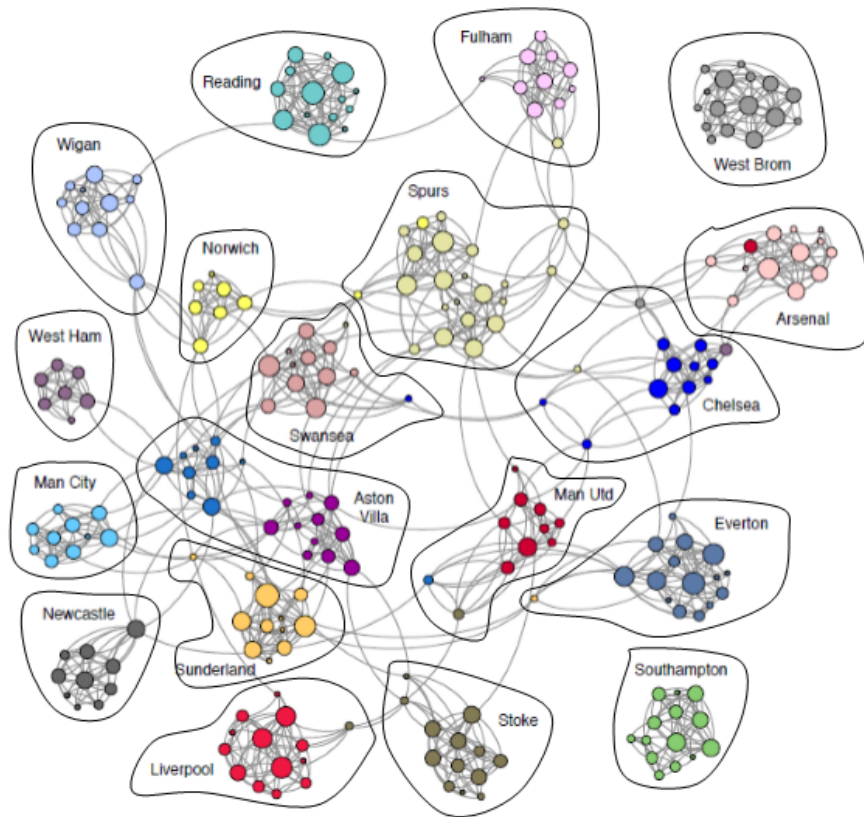 Fulham
Reading
Wigan
West Brom
Spurs
Norwich
Arsenal
West Ham
Chelsea
Swansea
Man City
Aston
Villa
Man Utd
Everton
Newcastle
Sunderland
Southampton
Stoke
Liverpool